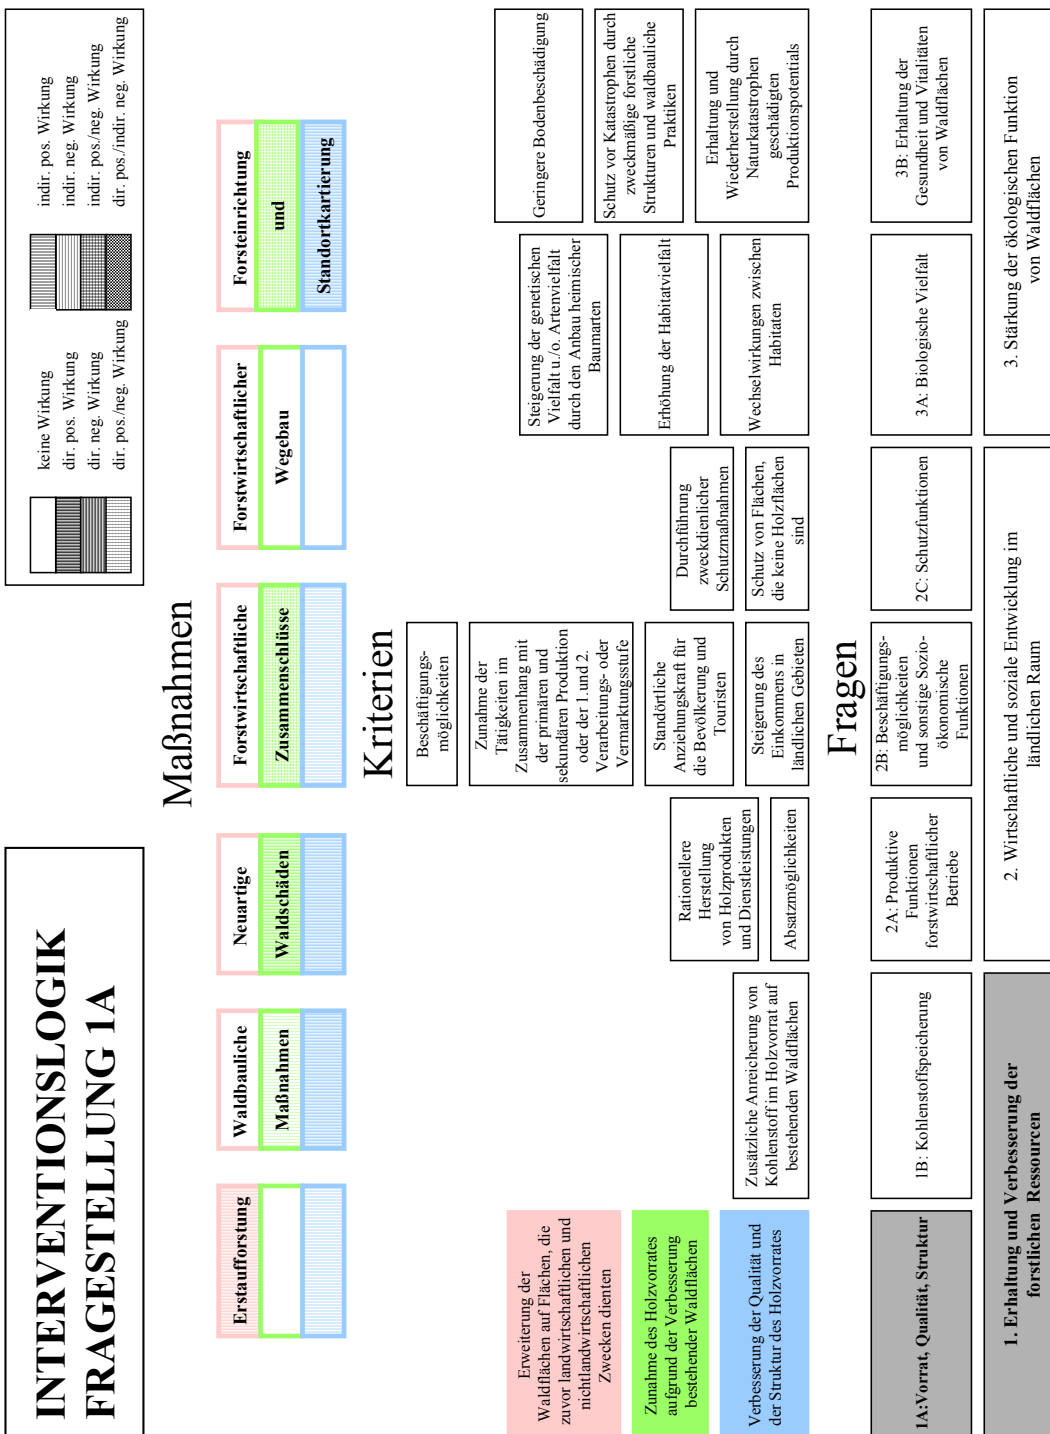 INTERVENTIONSLOGIK
FRAGESTELLUNG 1A
keine Wirkung
dir. pos. Wirkung
dir. neg. Wirkung
dir. pos./neg. Wirkung
indir. pos. Wirkung
indir. neg. Wirkung
indir. pos./neg. Wirkung
dir. pos./indir. neg. Wirkung
Maßnahmen
Erstaufforstung
Waldbauliche
Maßnahmen
Neuartige
Waldschäden
Forstwirtschaftliche
Zusammenschlüsse
Forstwirtschaftlicher
Wegebau
Forsteinrichtung
und
Standortkartierung
Kriterien
Erweiterung der
Waldflächen auf Flächen, die
zuvor landwirtschaftlichen und
nichtlandwirtschaftlichen
Zwecken dienten
Zunahme des Holzvorrates
aufgrund der Verbesserung
bestehender Waldflächen
Verbesserung der Qualität und
der Struktur des Holzvorrates
Zusätzliche Anreicherung von
Kohlenstoff im Holzvorrat auf
bestehenden Waldflächen
Rationellere
Herstellung
von Holzprodukten
und Dienstleistungen
Absatzmöglichkeiten
Beschäftigungs-
möglichkeiten
Zunahme der
Tätigkeiten im
Zusammenhang mit
der primären und
sekundären Produktion
oder der 1.und 2.
Verarbeitungs- oder
Vermarktungsstufe
Standörtliche
Anziehungskraft für
die Bevölkerung und
Touristen
Steigerung des
Einkommens in
ländlichen Gebieten
Durchführung
zweckdienlicher
Schutzmaßnahmen
Schutz von Flächen,
die keine Holzflächen
sind
Steigerung der genetischen
Vielfalt u./o. Artenvielfalt
durch den Anbau heimischer
Baumarten
Erhöhung der Habitatvielfalt
Wechselwirkungen zwischen
Habitaten
Geringere Bodenbeschädigung
Schutz vor Katastrophen durch
zweckmäßige forstliche
Strukturen und waldbauliche
Praktiken
Erhaltung und
Wiederherstellung durch
Naturkatastrophen
geschädigten
Produktionspotentials
Fragen
1A:Vorrat, Qualität, Struktur
1B: Kohlenstoffspeicherung
2A: Produktive
Funktionen
forstwirtschaftlicher
Betriebe
2B: Beschäftigungs-
möglichkeiten
und sonstige Sozio-
ökonomische
Funktionen
2C: Schutzfunktionen
3A: Biologische Vielfalt
3B: Erhaltung der
Gesundheit und Vitalitäten
von Waldflächen
1. Erhaltung und Verbesserung der
forstlichen Ressourcen
2. Wirtschaftliche und soziale Entwicklung im
ländlichen Raum
3. Stärkung der ökologischen Funktion
von Waldflächen